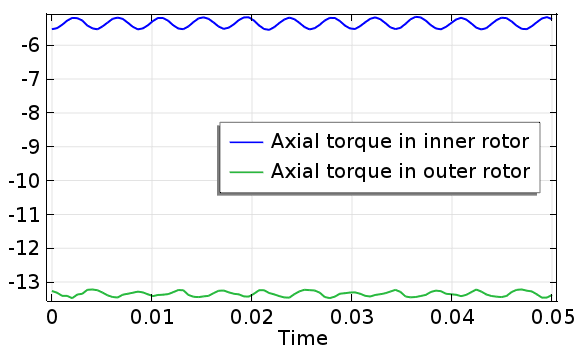 -6
-7
-8
-9
-10
-11
-12
-13
Axial torque in inner rotor
Axial torque in outer rotor
0 0.01 0.02 0.03 0.04 0.05
Time